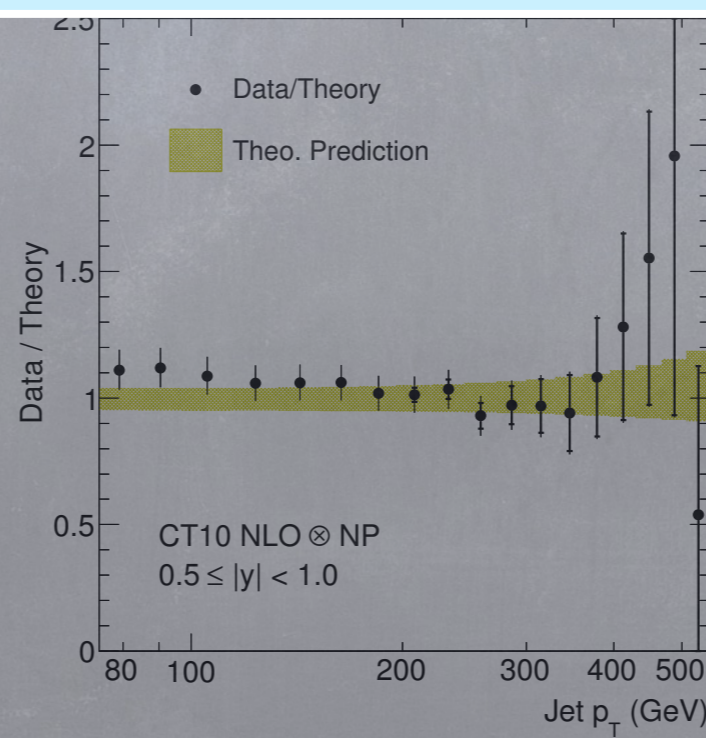 2.5
Data/Theory
Theo. Prediction
2
1.5
1
0.5
0
Data / Theory
CT10 NLO ⊗ NP
0.5 ≤ |y| < 1.0
80 100 200 300 400 500
Jet p_T (GeV)